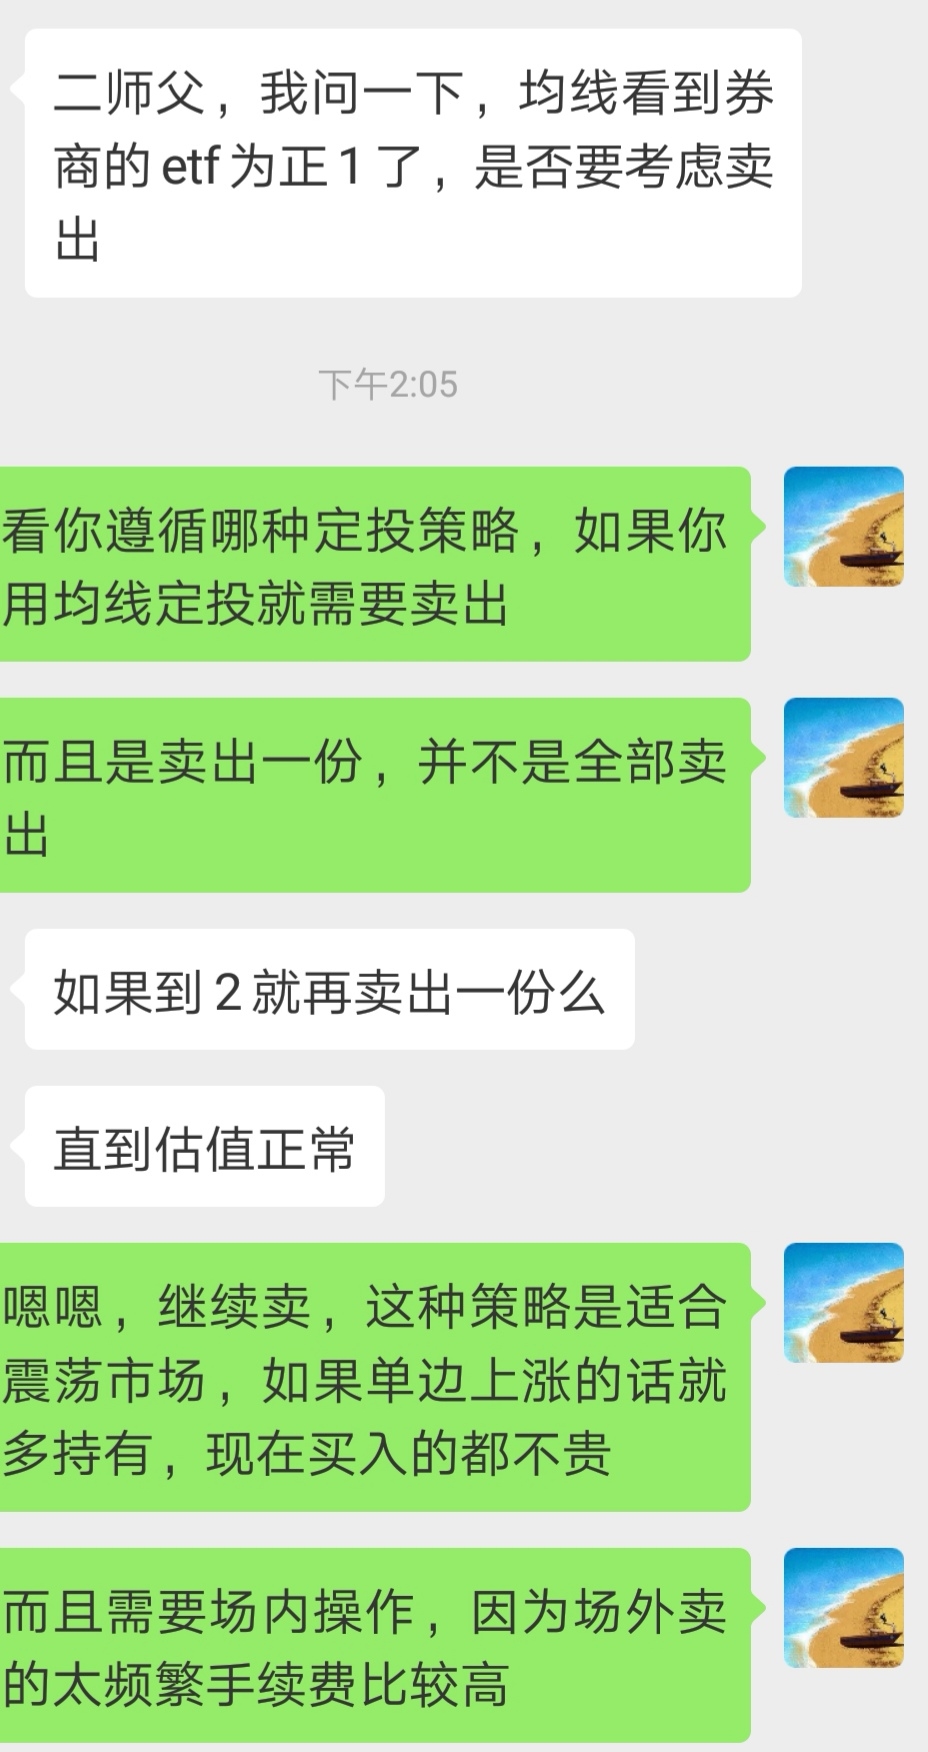 二师父，我问一下，均线看到券
商的etf为正1了，是否要考虑卖
出
下午2:05
看你遵循哪种定投策略，如果你
用均线定投就需要卖出
而且是卖出一份，并不是全部卖
出
如果到2就再卖出一份么
直到估值正常
嗯嗯，继续卖，这种策略是适合
震荡市场，如果单边上涨的话就
多持有，现在买入的都不贵
而且需要场内操作，因为场外卖
的太频繁手续费比较高